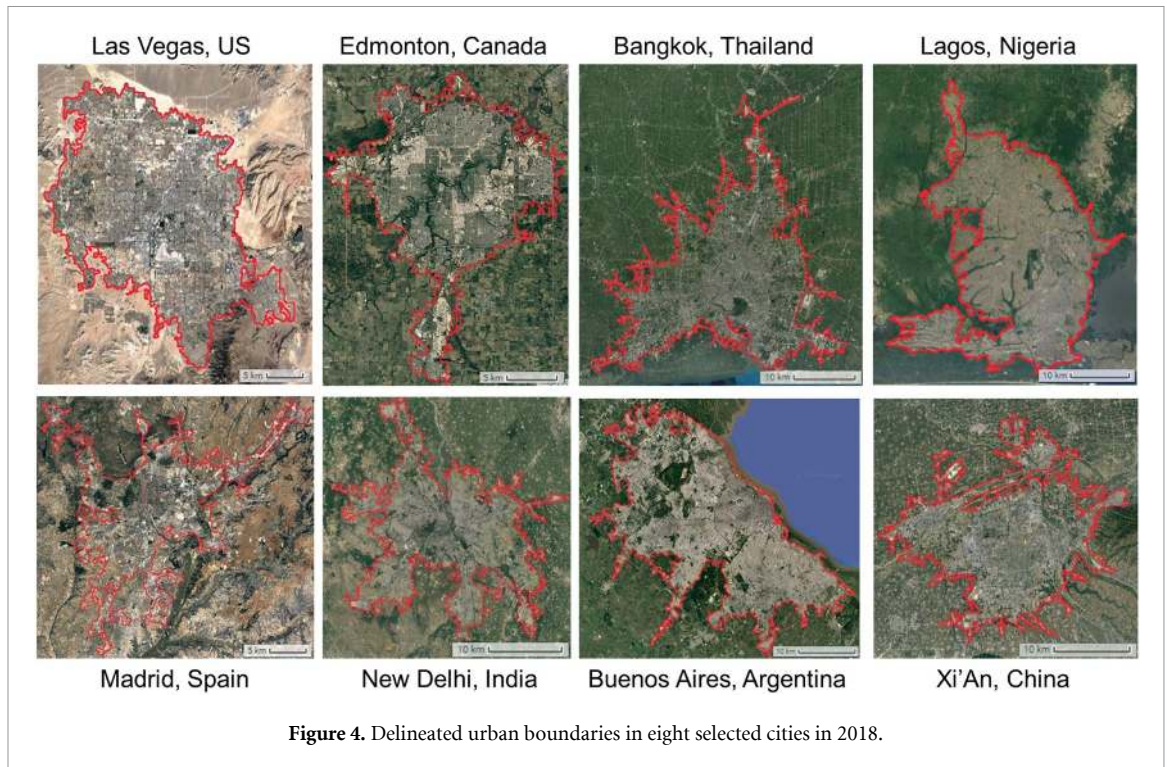 Las Vegas, US
Edmonton, Canada
Bangkok, Thailand
Lagos, Nigeria
5 km
5 km
10 km
10 km
5 km
10 km
10 km
10 km
Madrid, Spain
New Delhi, India
Buenos Aires, Argentina
Xi'An, China
Figure 4. Delineated urban boundaries in eight selected cities in 2018.